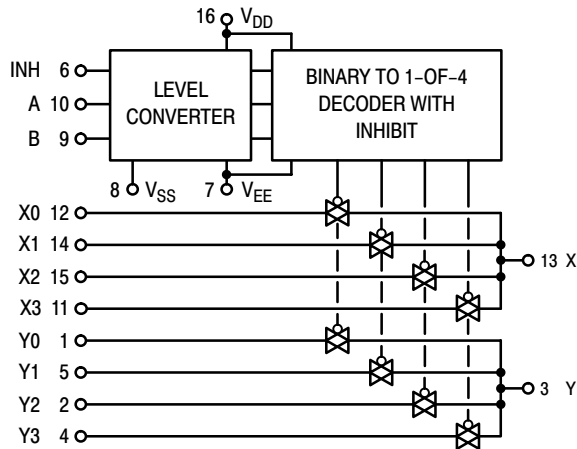 16 VDD
INH 6
A 10
B 9
LEVEL
CONVERTER
BINARY TO 1–OF–4
DECODER WITH
INHIBIT
8 VSS
7 VEE
X0 12
X1 14
X2 15
X3 11
13 X
Y0 1
Y1 5
Y2 2
Y3 4
3 Y